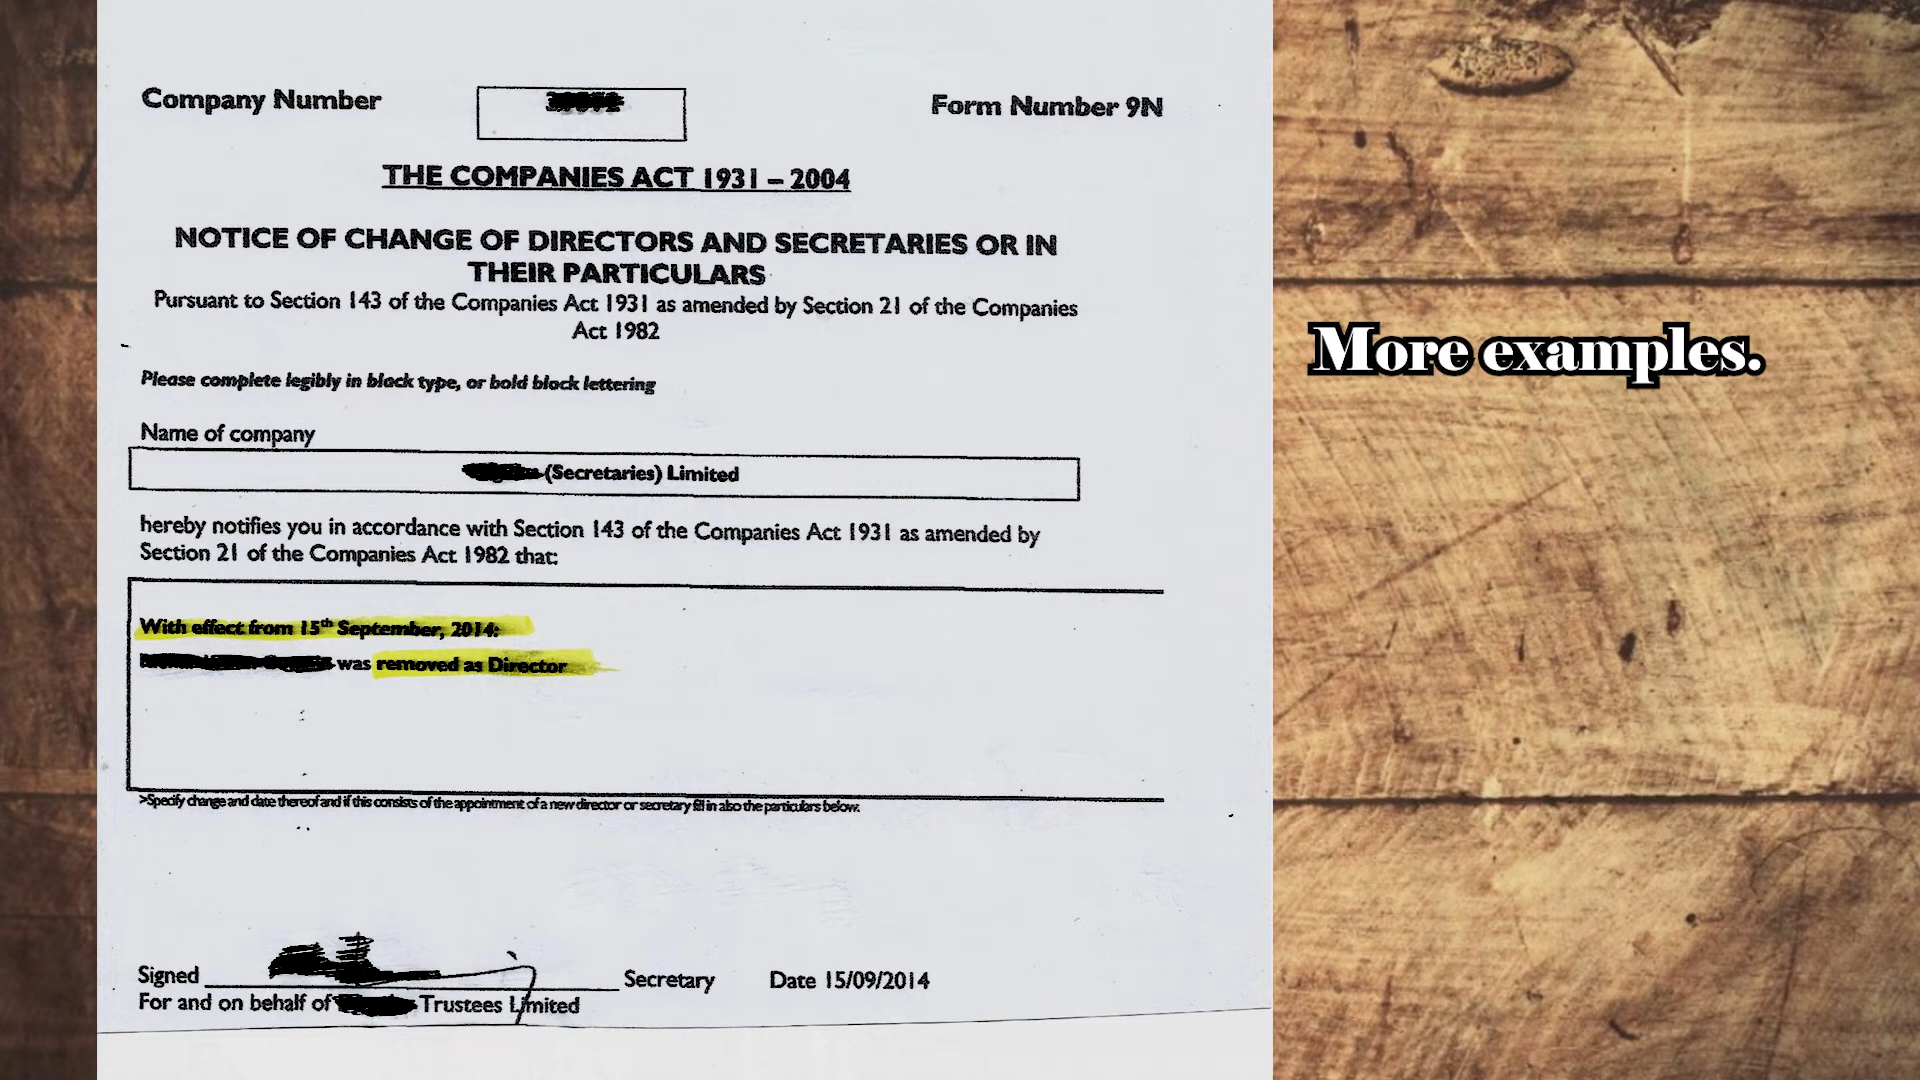 Company Number
Form Number 9N
THE COMPANIES ACT 1931 – 2004
NOTICE OF CHANGE OF DIRECTORS AND SECRETARIES OR IN
THEIR PARTICULARS
Pursuant to Section 143 of the Companies Act 1931 as amended by Section 21 of the Companies
Act 1982
Please complete legibly in black type, or bold block lettering
Name of company
(Secretaries) Limited
hereby notifies you in accordance with Section 143 of the Companies Act 1931 as amended by
Section 21 of the Companies Act 1982 that:
With effect from 15th September, 2014:
was removed as Director
>Specify change and date thereof and if this consists of the appointment of a new director or secretary fill in also the particulars below.
Signed Secretary Date 15/09/2014
For and on behalf of Trustees Limited
More examples.